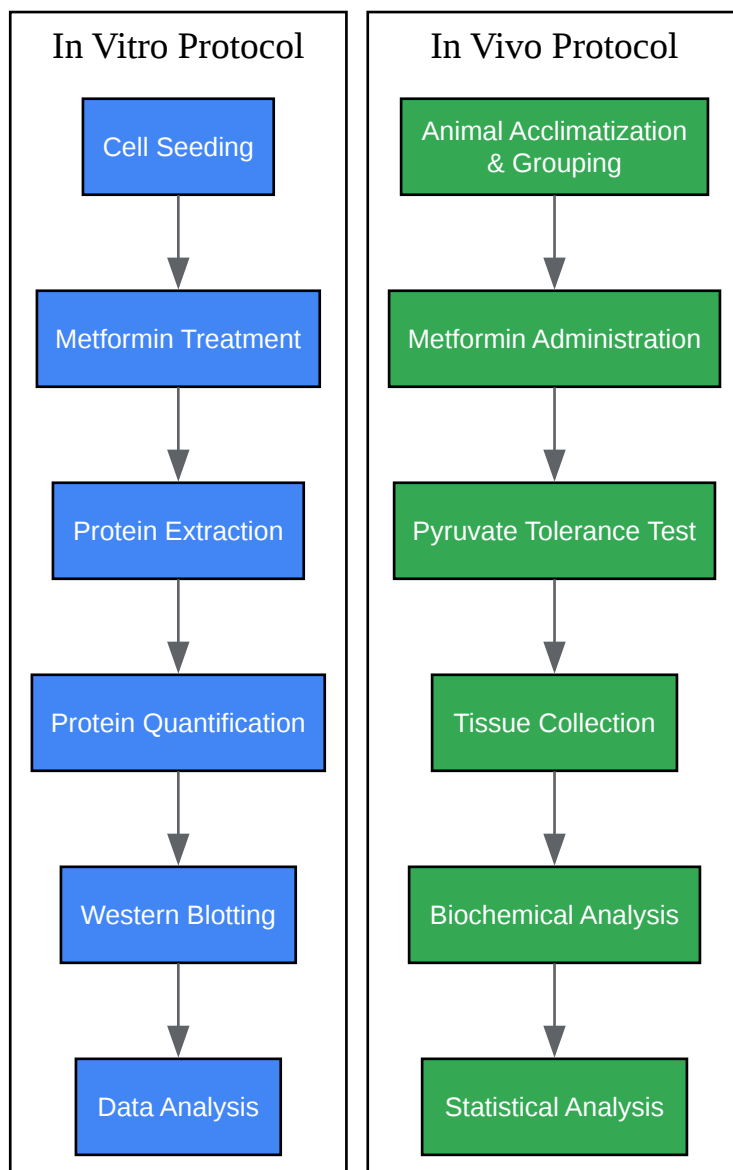 In Vitro Protocol
Cell Seeding
Metformin Treatment
Protein Extraction
Protein Quantification
Western Blotting
Data Analysis
In Vivo Protocol
Animal Acclimatization
& Grouping
Metformin Administration
Pyruvate Tolerance Test
Tissue Collection
Biochemical Analysis
Statistical Analysis